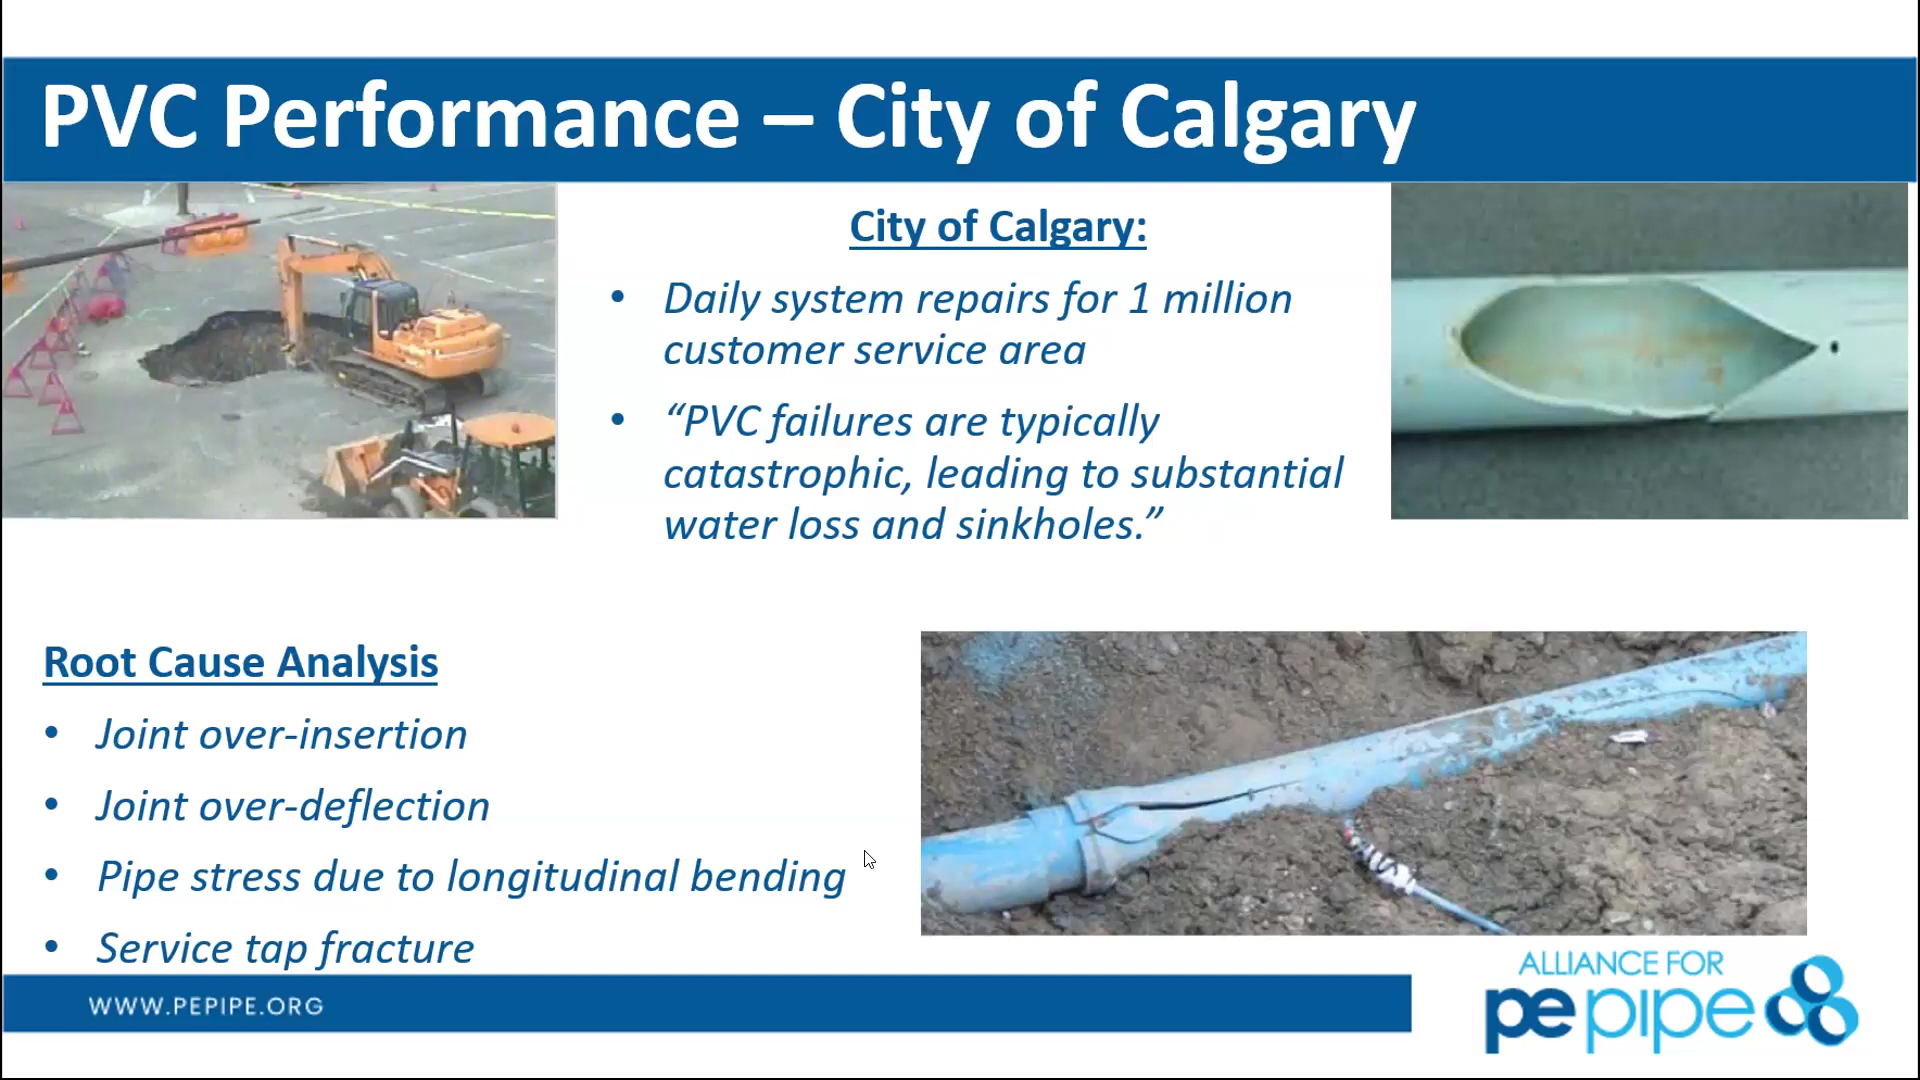 PVC Performance – City of Calgary
City of Calgary:
• Daily system repairs for 1 million
customer service area
• “PVC failures are typically
catastrophic, leading to substantial
water loss and sinkholes.”
Root Cause Analysis
• Joint over-insertion
• Joint over-deflection
• Pipe stress due to longitudinal bending
• Service tap fracture
WWW.PEPIPE.ORG
ALLIANCE FOR
pepipe